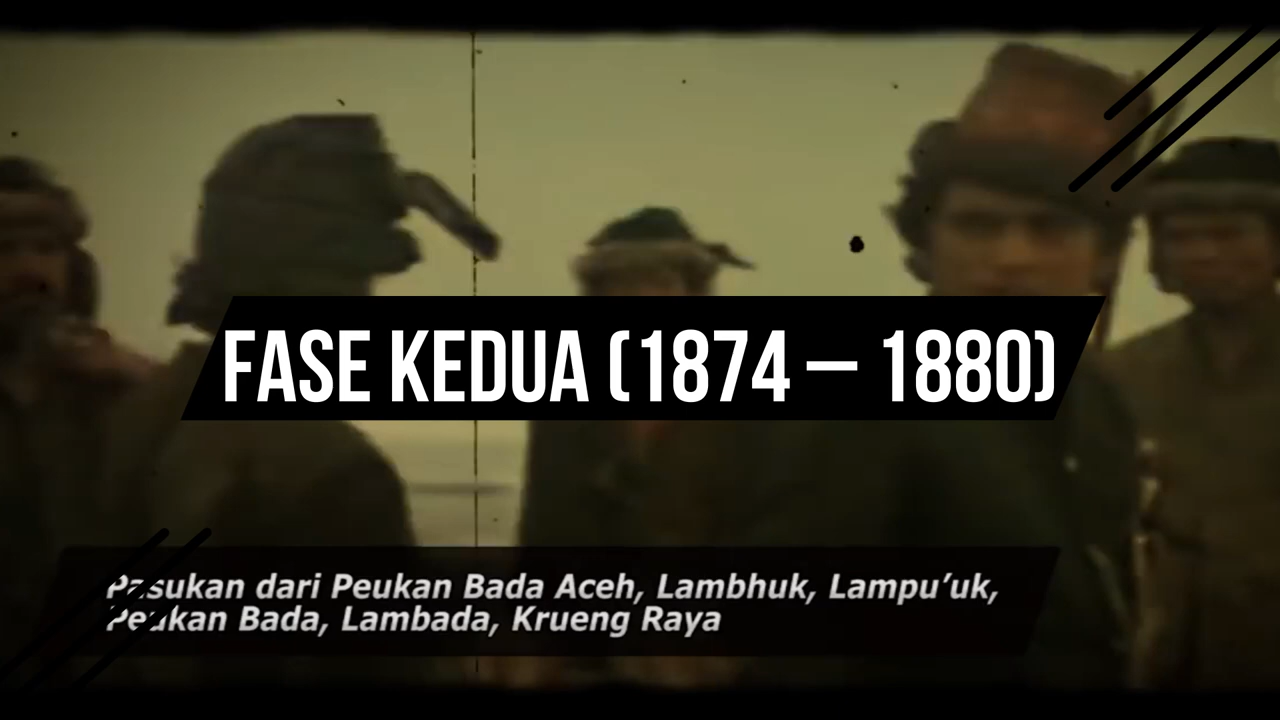 FASE KEDUA (1874 – 1880)
Pasukan dari Peukan Bada Aceh, Lambhuk, Lampu’uk,
Peukan Bada, Lambada, Krueng Raya